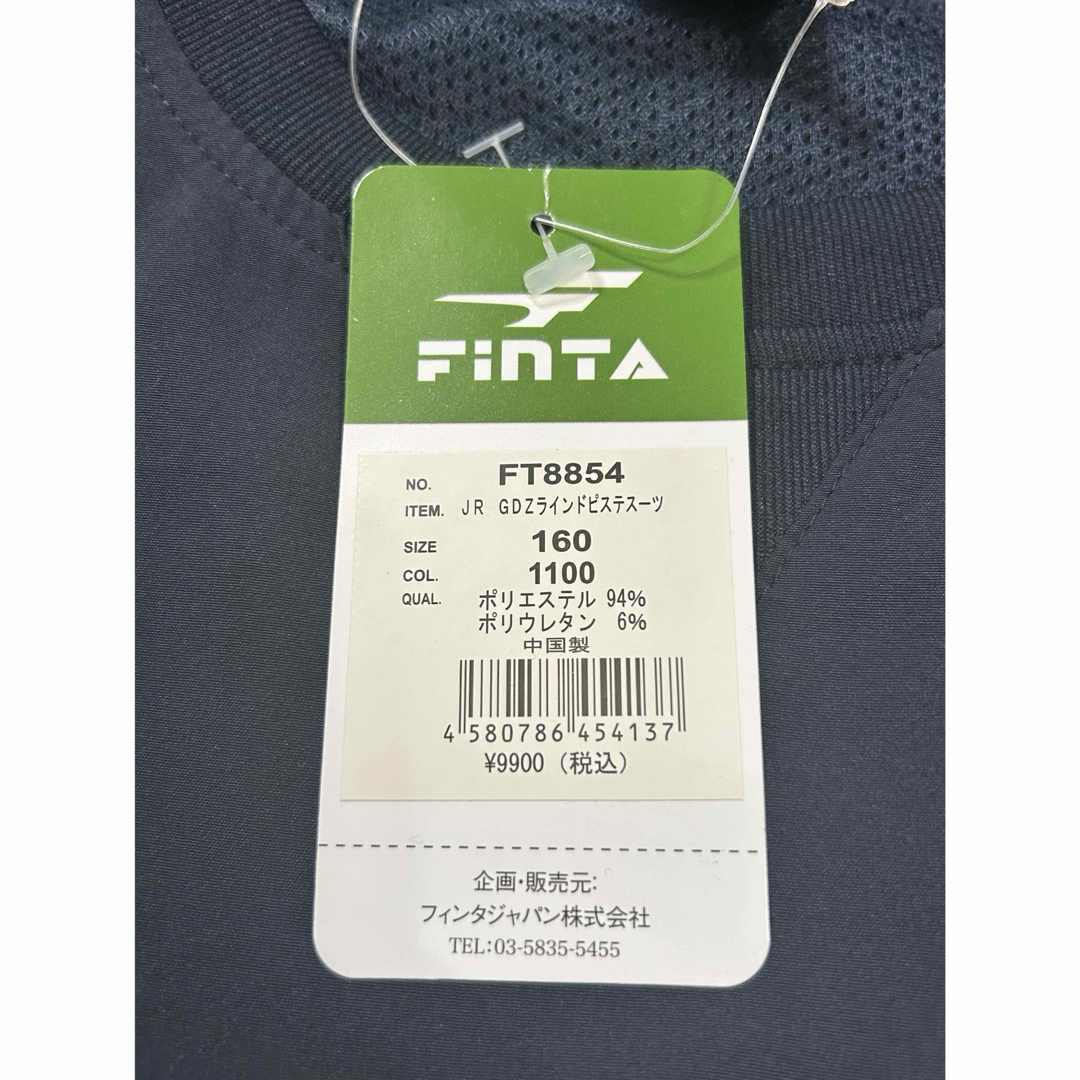 FiNTA
NO. FT8854
ITEM. JR GDZラインドピステスーツ
SIZE 160
COL. 1100
QUAL. ポリエステル 94%
ポリウレタン 6%
中国製
4 580786 454137
¥9900 (税込)
企画・販売元:
フィンタジャパン株式会社
TEL:03-5835-5455